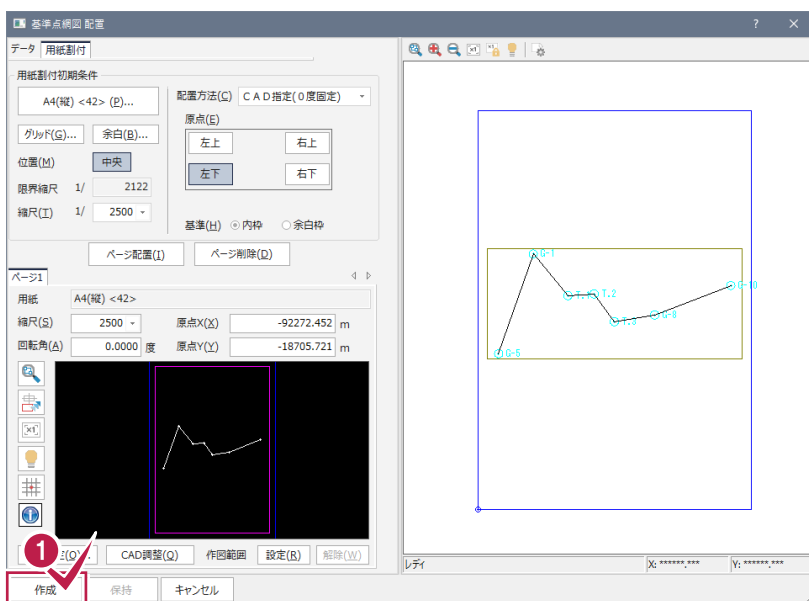 基準点網図 配置
データ 用紙割付
用紙割付初期条件
A4(縦) <42> (P)...
配置方法(C) CAD指定(0度固定)
原点(E)
グリッド(G)... 余白(B)...
左上 右上
位置(M) 中央
左下 右下
限界縮尺 1/ 2122
縮尺(T) 1/ 2500
基準(H) 内枠 余白枠
ページ配置(I) ページ削除(D)
ページ1
用紙 A4(縦) <42>
縮尺(S) 2500 原点X(X) -92272.452 m
回転角(A) 0.0000 度 原点Y(Y) -18705.721 m
CAD調整(Q) 作図範囲 設定(R) 解除(W)
1
作成 保持 キャンセル
G-1
T.2
G-10
T.3
G-8
G-5
レディ X: ******.*** Y: ******.***